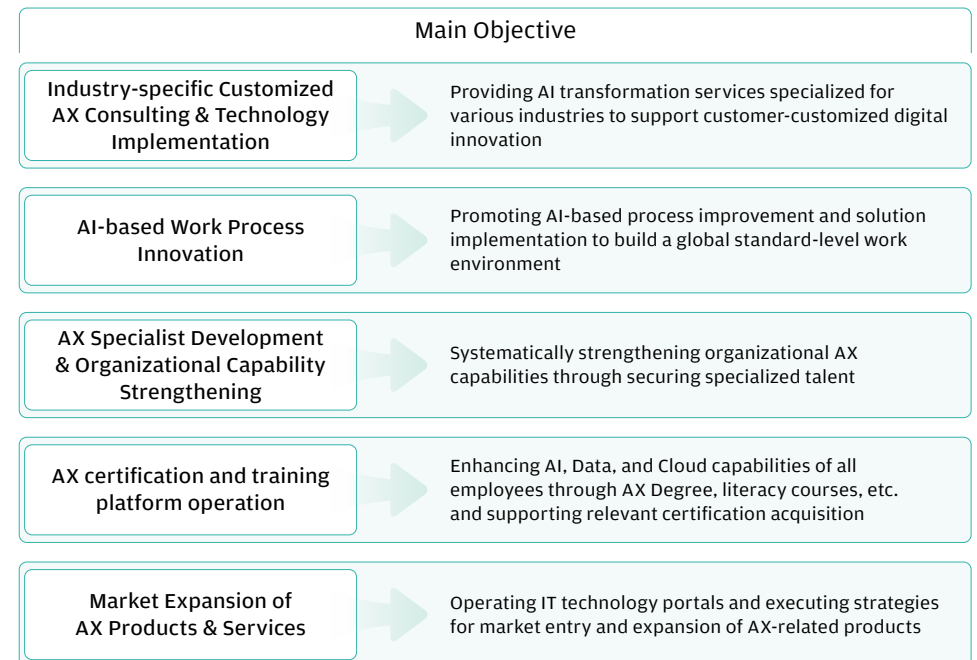 Main Objective
Industry-specific Customized
AX Consulting & Technology
Implementation
Providing AI transformation services specialized for
various industries to support customer-customized digital
innovation
AI-based Work Process
Innovation
Promoting AI-based process improvement and solution
implementation to build a global standard-level work
environment
AX Specialist Development
& Organizational Capability
Strengthening
Systematically strengthening organizational AX
capabilities through securing specialized talent
AX certification and training
platform operation
Enhancing AI, Data, and Cloud capabilities of all
employees through AX Degree, literacy courses, etc.
and supporting relevant certification acquisition
Market Expansion of
AX Products & Services
Operating IT technology portals and executing strategies
for market entry and expansion of AX-related products